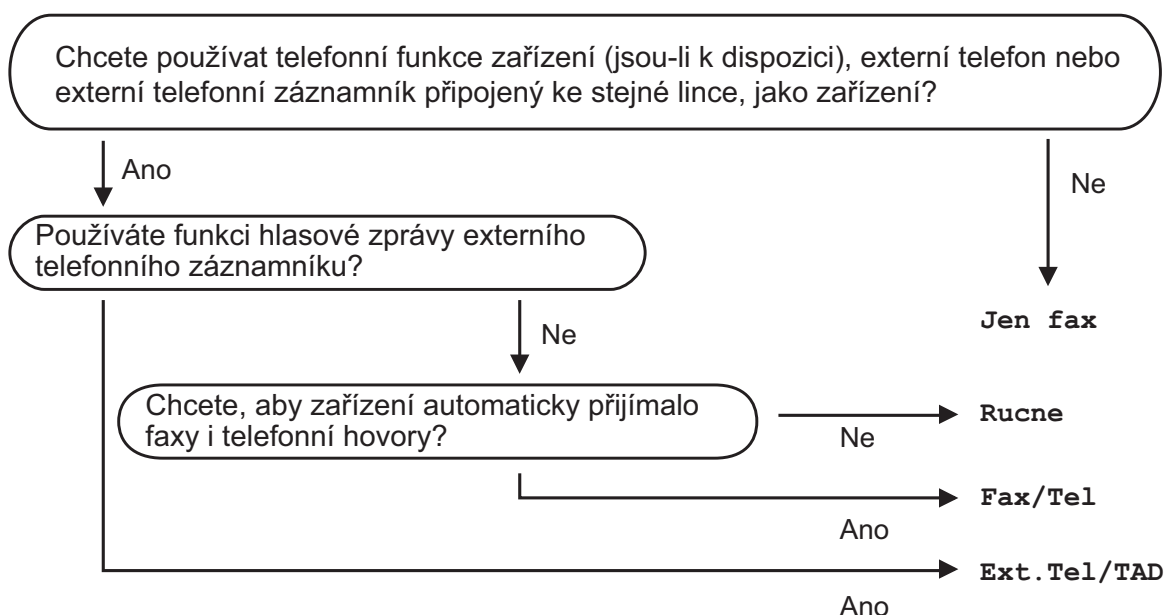 Chcete používat telefonní funkce zařízení (jsou-li k dispozici), externí telefon nebo
externí telefonní záznamník připojený ke stejné lince, jako zařízení?
Ano
Ne
Používáte funkci hlasové zprávy externího
telefonního záznamníku?
Jen fax
Ne
Chcete, aby zařízení automaticky přijímalo
faxy i telefonní hovory?
Ne
Rucne
Fax/Tel
Ano
Ext.Tel/TAD
Ano